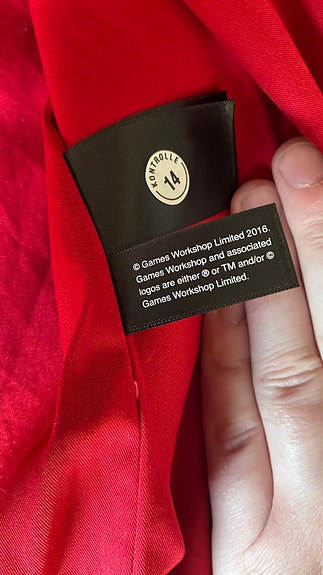 KONTROLLE
14
© Games Workshop Limited 2016.
Games Workshop and associated
logos are either ® or TM and/or ©
Games Workshop Limited.